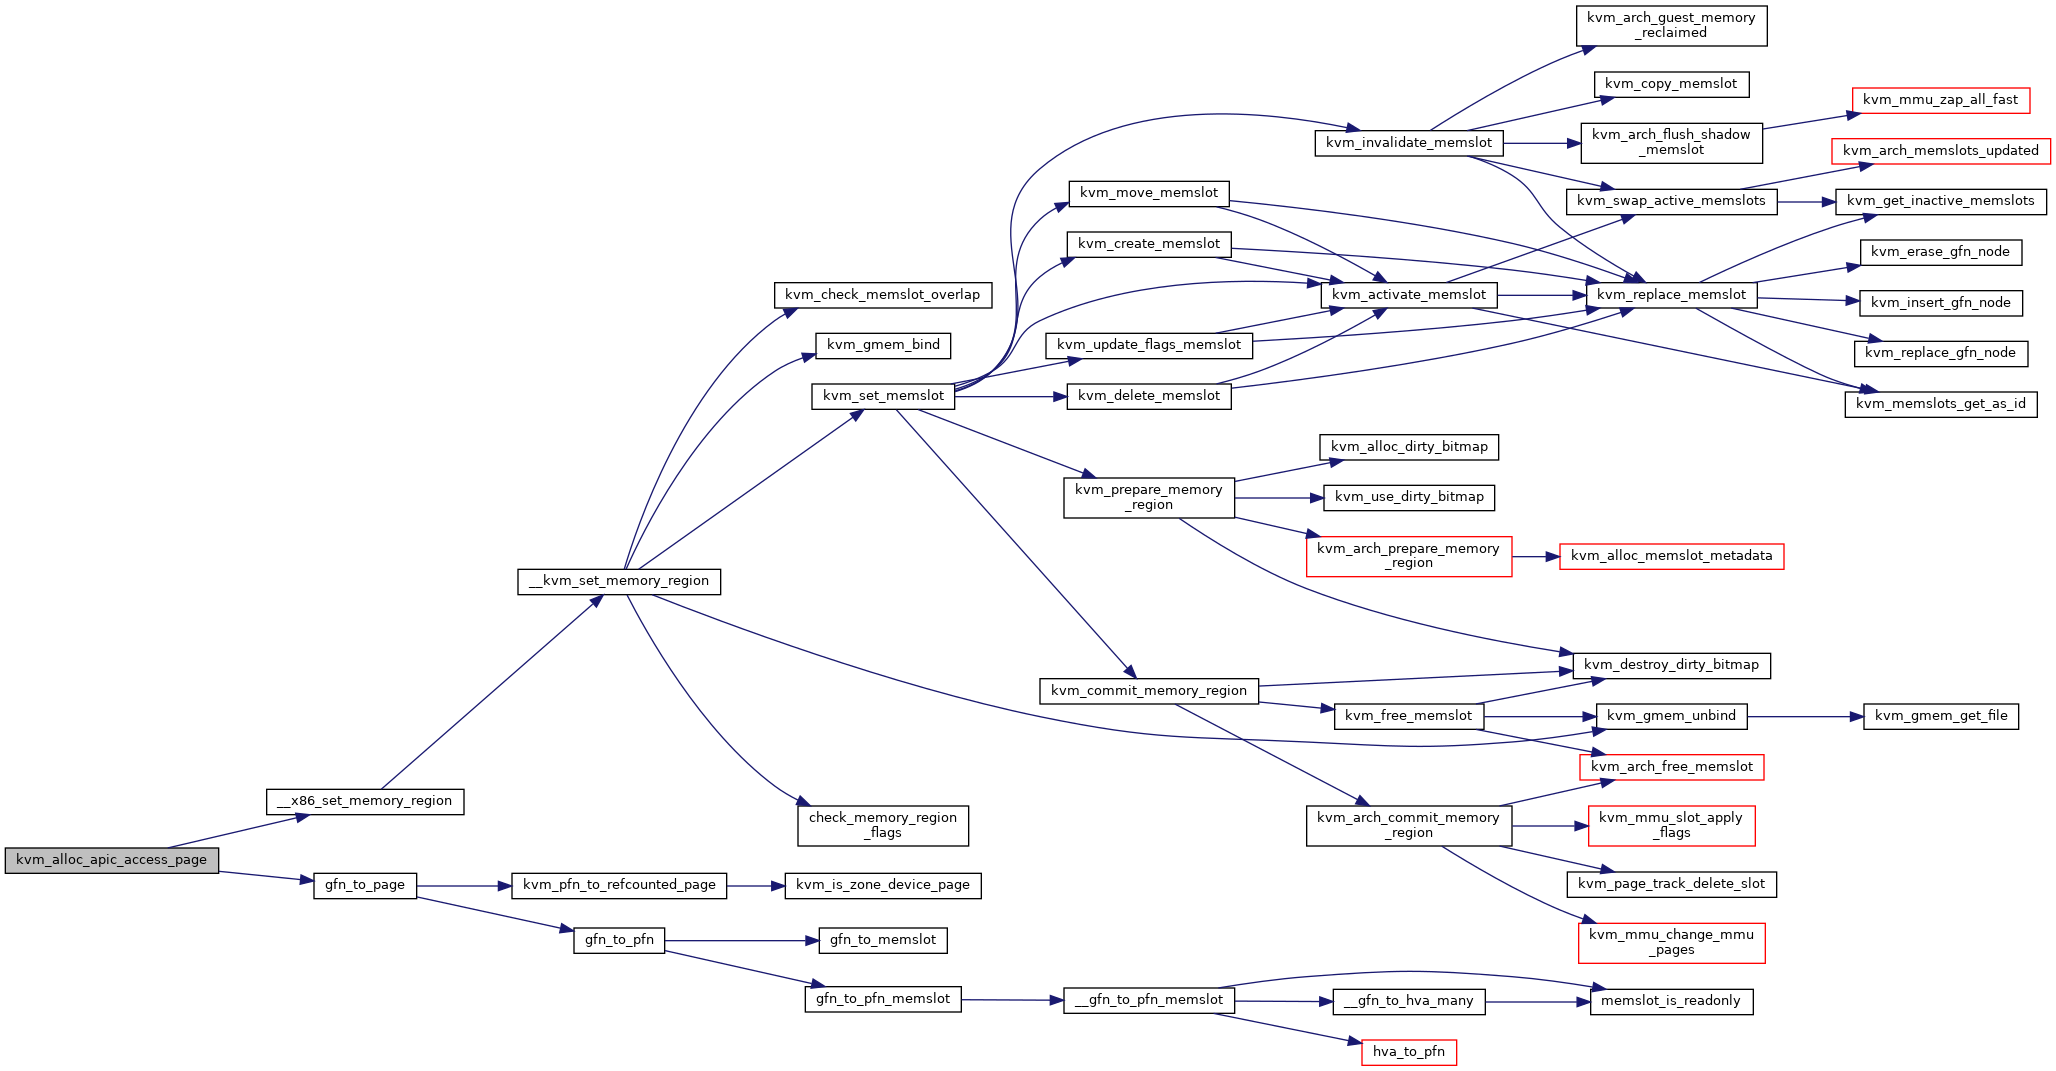 kvm_arch_guest_memory
_reclaimed
kvm_copy_memslot
kvm_mmu_zap_all_fast
kvm_arch_flush_shadow
_memslot
kvm_invalidate_memslot
kvm_arch_memslots_updated
kvm_move_memslot
kvm_swap_active_memslots
kvm_get_inactive_memslots
kvm_create_memslot
kvm_erase_gfn_node
kvm_check_memslot_overlap
kvm_activate_memslot
kvm_replace_memslot
kvm_insert_gfn_node
kvm_gmem_bind
kvm_update_flags_memslot
kvm_replace_gfn_node
kvm_set_memslot
kvm_delete_memslot
kvm_memslots_get_as_id
kvm_alloc_dirty_bitmap
kvm_prepare_memory
_region
kvm_use_dirty_bitmap
kvm_arch_prepare_memory
_region
kvm_alloc_memslot_metadata
__kvm_set_memory_region
kvm_destroy_dirty_bitmap
kvm_commit_memory_region
kvm_free_memslot
kvm_gmem_unbind
kvm_gmem_get_file
kvm_arch_free_memslot
__x86_set_memory_region
check_memory_region
_flags
kvm_arch_commit_memory
_region
kvm_mmu_slot_apply
_flags
kvm_alloc_apic_access_page
gfn_to_page
kvm_pfn_to_refcounted_page
kvm_is_zone_device_page
kvm_page_track_delete_slot
gfn_to_pfn
gfn_to_memslot
kvm_mmu_change_mmu
_pages
gfn_to_pfn_memslot
__gfn_to_pfn_memslot
__gfn_to_hva_many
memslot_is_readonly
hva_to_pfn